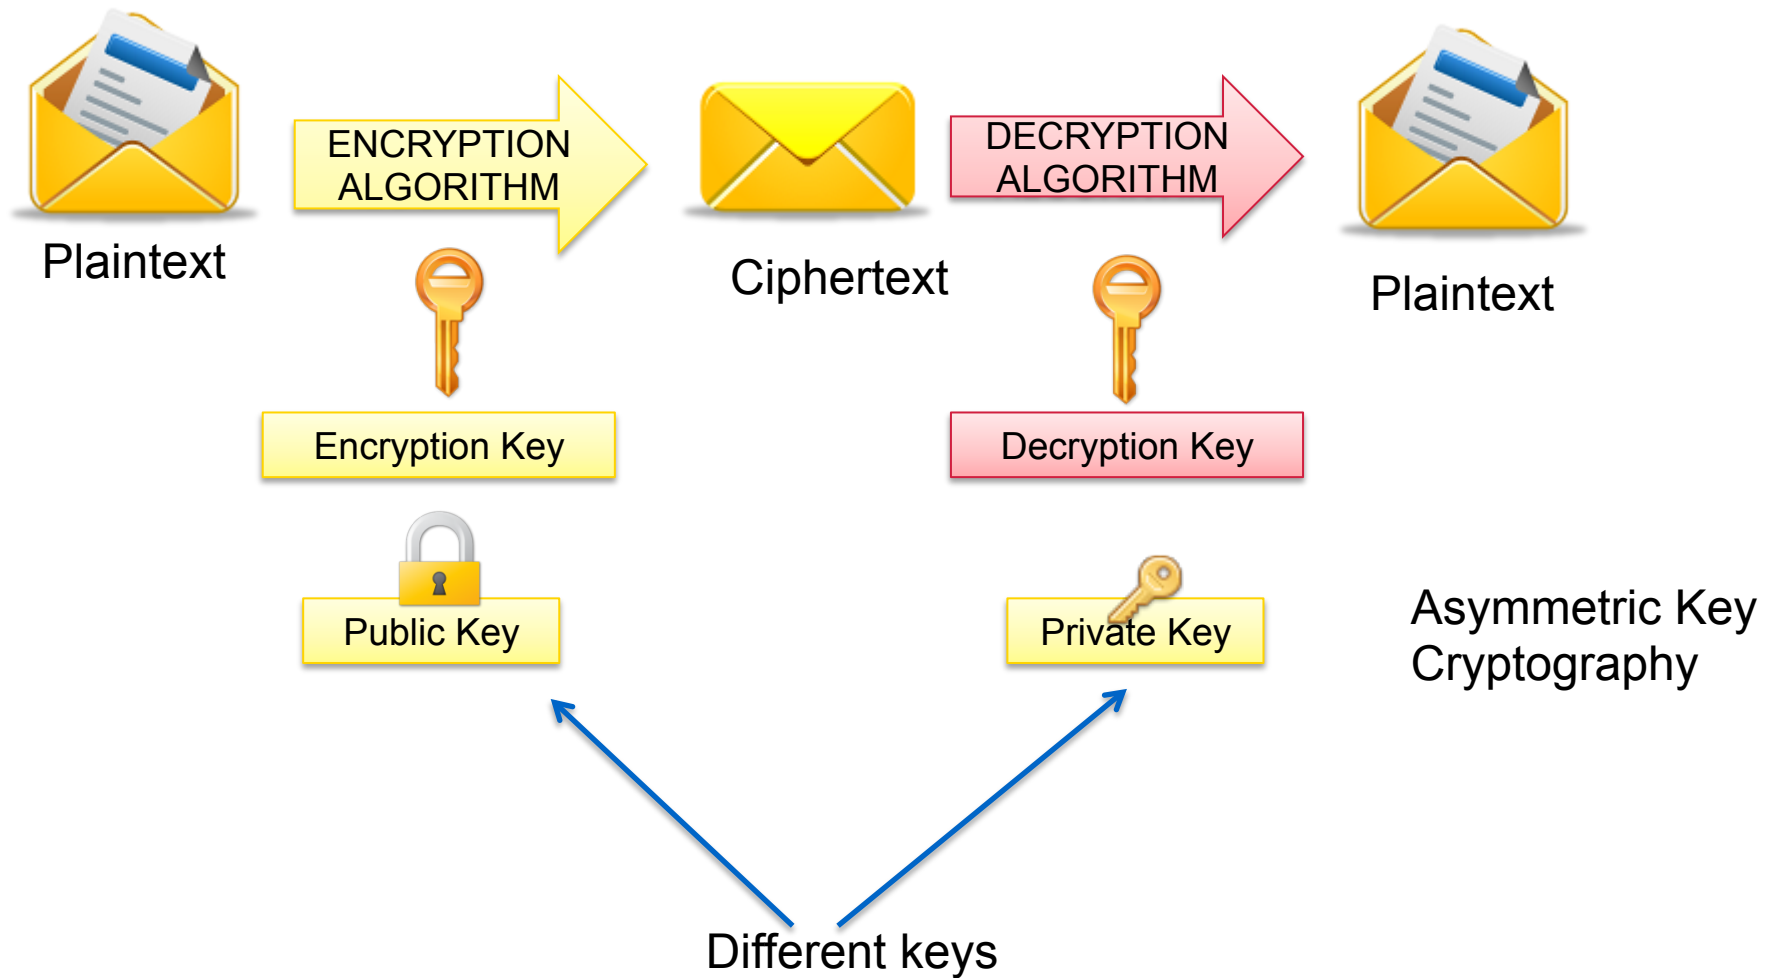 ENCRYPTION
ALGORITHM
DECRYPTION
ALGORITHM
Plaintext
Ciphertext
Plaintext
Encryption Key
Decryption Key
Public Key
Private Key
Asymmetric Key
Cryptography
Different keys